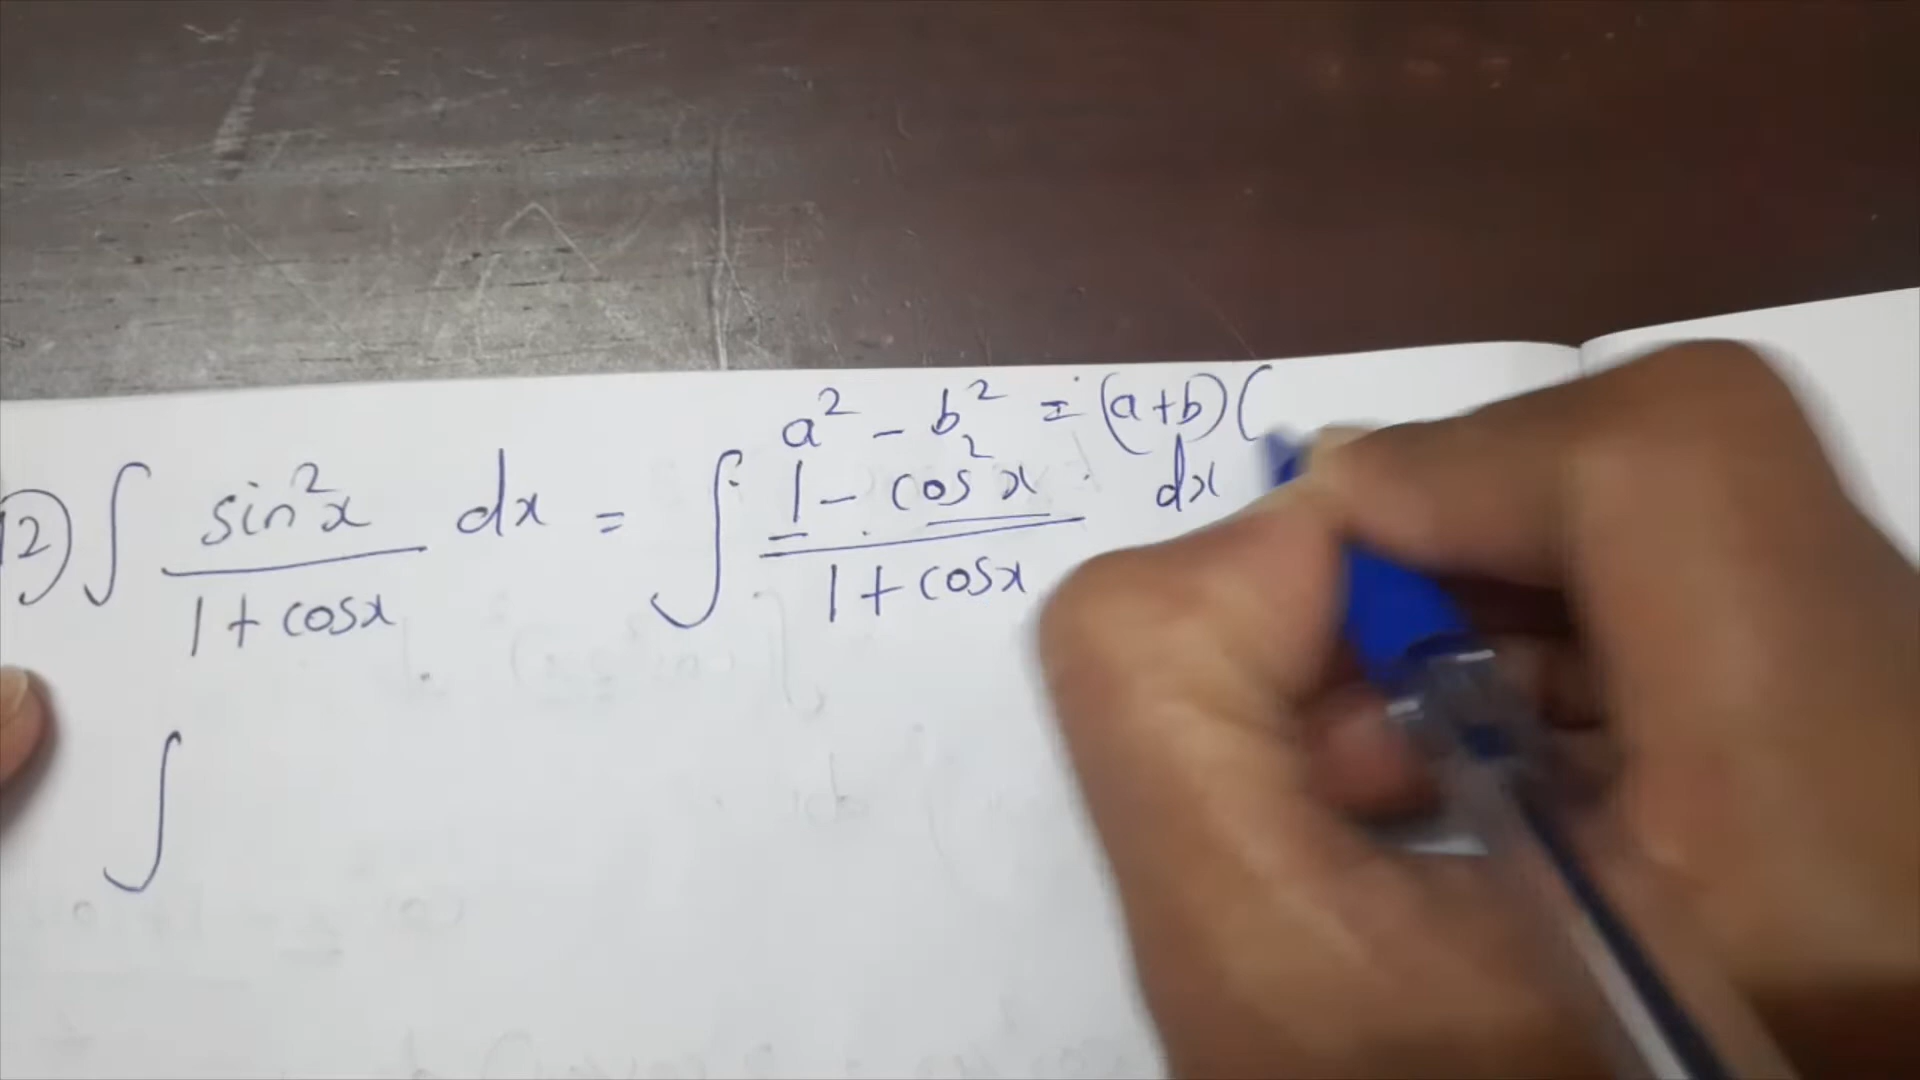 a² - b² = (a+b)(
12) ∫ sin²x / 1 + cosx dx = ∫ 1 - cos²x / 1 + cosx dx
∫